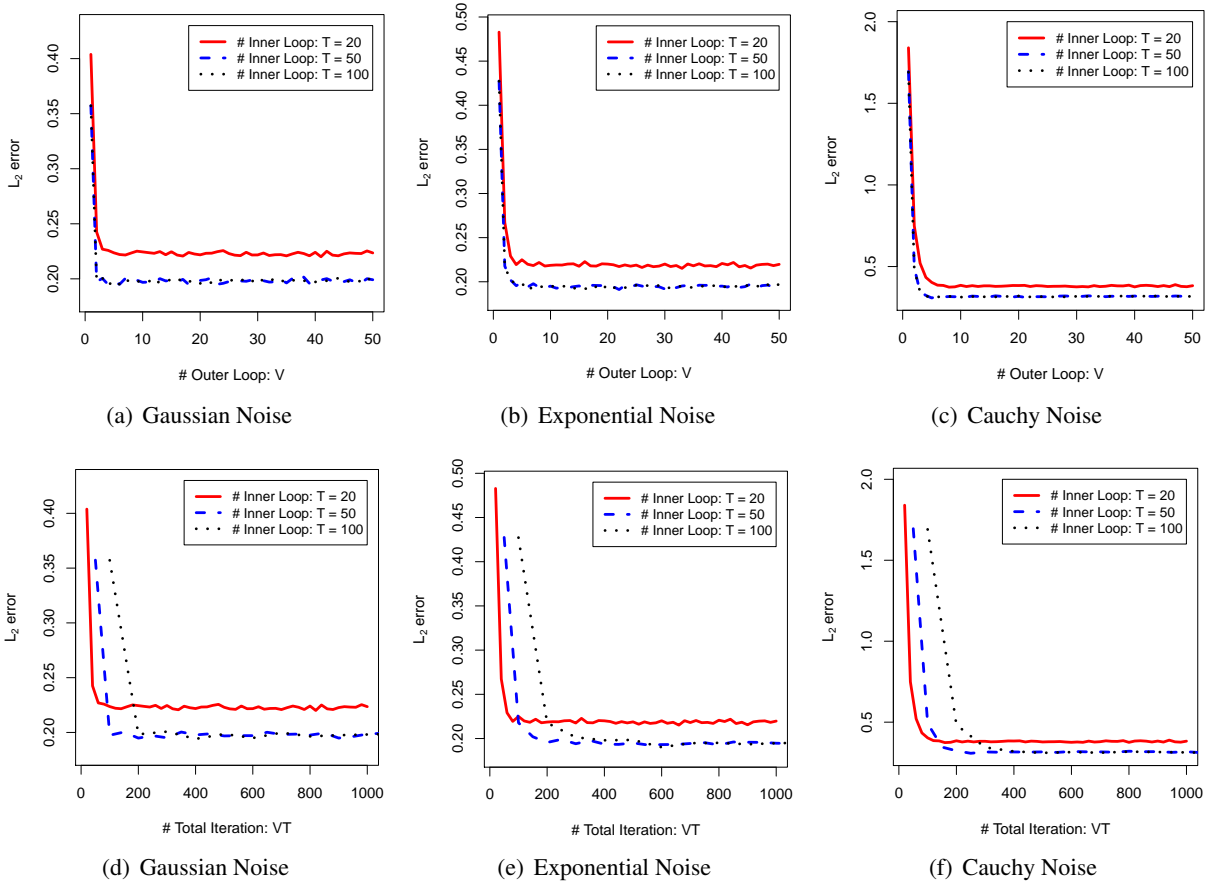 0.20 0.25 0.30 0.35 0.40
L2 error
# Inner Loop: T = 20
# Inner Loop: T = 50
# Inner Loop: T = 100
0 10 20 30 40 50
# Outer Loop: V
(a) Gaussian Noise
0.20 0.25 0.30 0.35 0.40 0.45 0.50
L2 error
# Inner Loop: T = 20
# Inner Loop: T = 50
# Inner Loop: T = 100
0 10 20 30 40 50
# Outer Loop: V
(b) Exponential Noise
0.5 1.0 1.5 2.0
L2 error
# Inner Loop: T = 20
# Inner Loop: T = 50
# Inner Loop: T = 100
0 10 20 30 40 50
# Outer Loop: V
(c) Cauchy Noise
0.20 0.25 0.30 0.35 0.40
L2 error
# Inner Loop: T = 20
# Inner Loop: T = 50
# Inner Loop: T = 100
0 200 400 600 800 1000
# Total Iteration: VT
(d) Gaussian Noise
0.20 0.25 0.30 0.35 0.40 0.45 0.50
L2 error
# Inner Loop: T = 20
# Inner Loop: T = 50
# Inner Loop: T = 100
0 200 400 600 800 1000
# Total Iteration: VT
(e) Exponential Noise
0.5 1.0 1.5 2.0
L2 error
# Inner Loop: T = 20
# Inner Loop: T = 50
# Inner Loop: T = 100
0 200 400 600 800 1000
# Total Iteration: VT
(f) Cauchy Noise